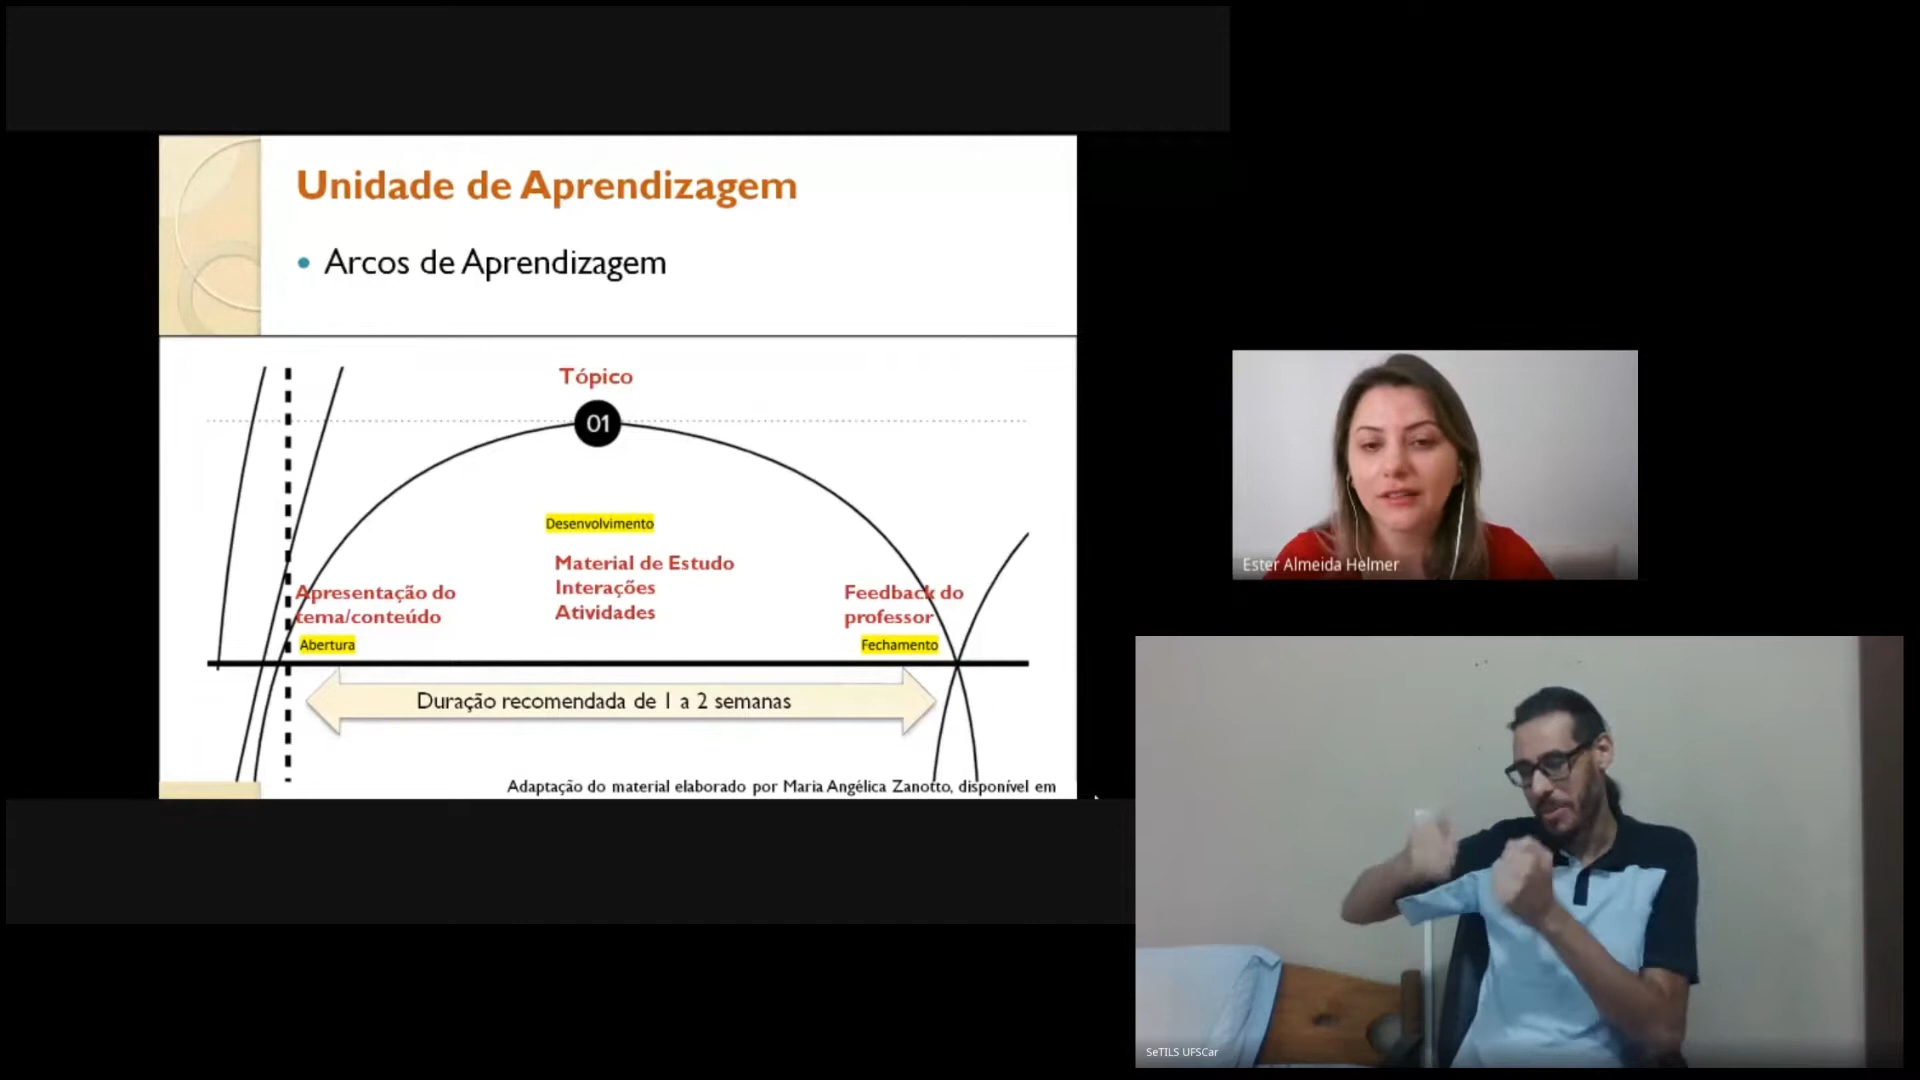 Unidade de Aprendizagem
• Arcos de Aprendizagem
Tópico
01
Desenvolvimento
Material de Estudo
Interações
Atividades
Apresentação do
tema/conteúdo
Abertura
Feedback do
professor
Fechamento
Duração recomendada de 1 a 2 semanas
Adaptação do material elaborado por Maria Angélica Zanotto, disponível em
Ester Almeida Helmer
SeTILS UFSCar